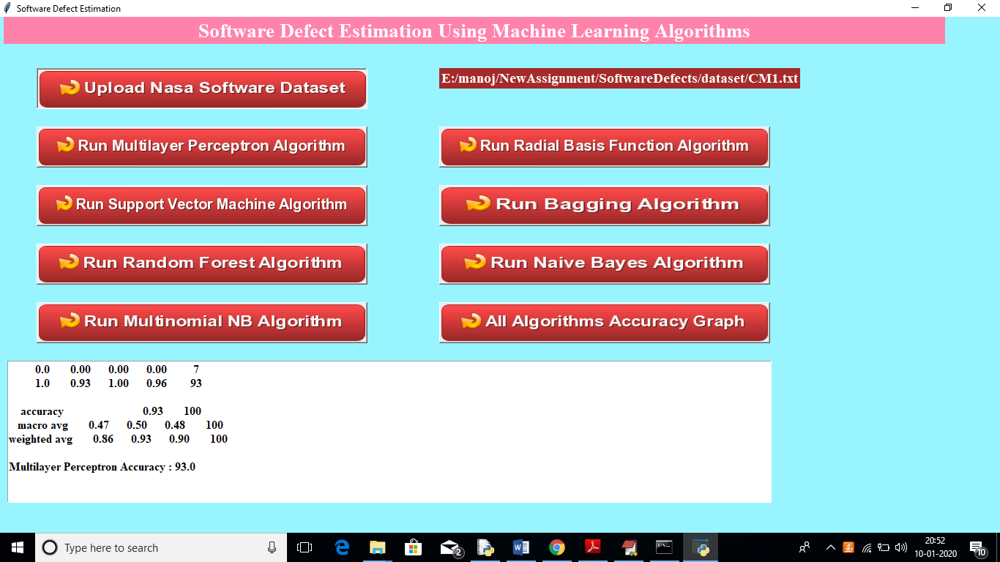 Software Defect Estimation
Software Defect Estimation Using Machine Learning Algorithms
Upload Nasa Software Dataset
E:/manoj/NewAssignment/SoftwareDefects/dataset/CM1.txt
Run Multilayer Perceptron Algorithm
Run Radial Basis Function Algorithm
Run Support Vector Machine Algorithm
Run Bagging Algorithm
Run Random Forest Algorithm
Run Naive Bayes Algorithm
Run Multinomial NB Algorithm
All Algorithms Accuracy Graph
0.0 0.00 0.00 0.00 7
1.0 0.93 1.00 0.96 93
accuracy 0.93 100
macro avg 0.47 0.50 0.48 100
weighted avg 0.86 0.93 0.90 100
Multilayer Perceptron Accuracy : 93.0
Type here to search
2
20:52
10-01-2020
10